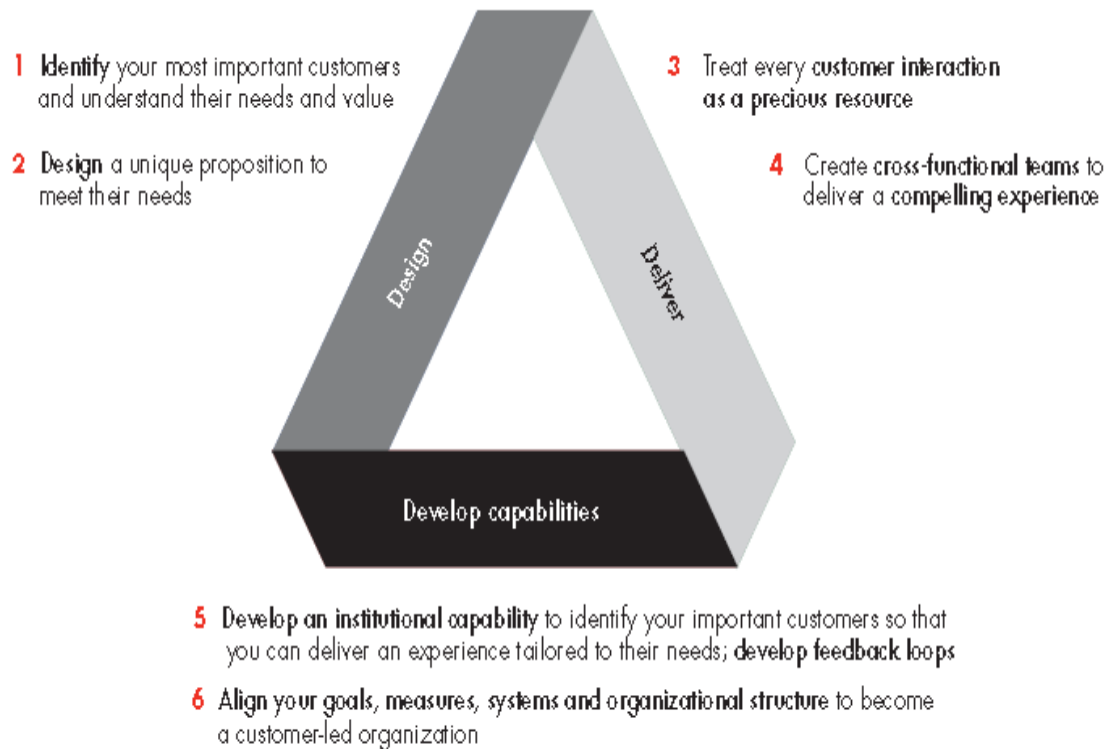 1 Identify your most important customers
and understand their needs and value
2 Design a unique proposition to
meet their needs
3 Treat every customer interaction
as a precious resource
4 Create cross-functional teams to
deliver a compelling experience
Design
Deliver
Develop capabilities
5 Develop an institutional capability to identify your important customers so that
you can deliver an experience tailored to their needs; develop feedback loops
6 Align your goals, measures, systems and organizational structure to become
a customer-led organization